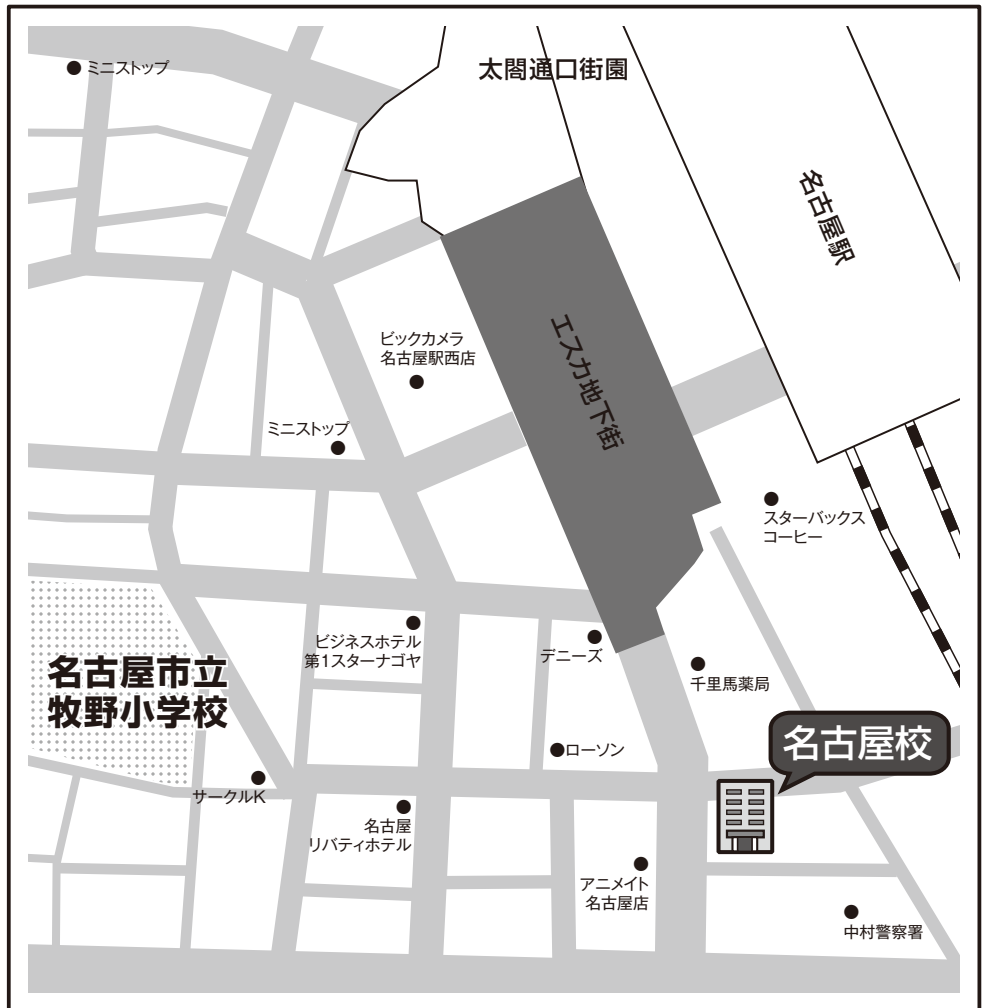 ミニストップ
太閤通口街園
名古屋駅
エスカ地下街
ビックカメラ
名古屋駅西店
ミニストップ
スターバックス
コーヒー
ビジネスホテル
第1スターナゴヤ
デニーズ
千里馬薬局
名古屋市立
牧野小学校
名古屋校
ローソン
サークルK
名古屋
リバティホテル
アニメイト
名古屋店
中村警察署